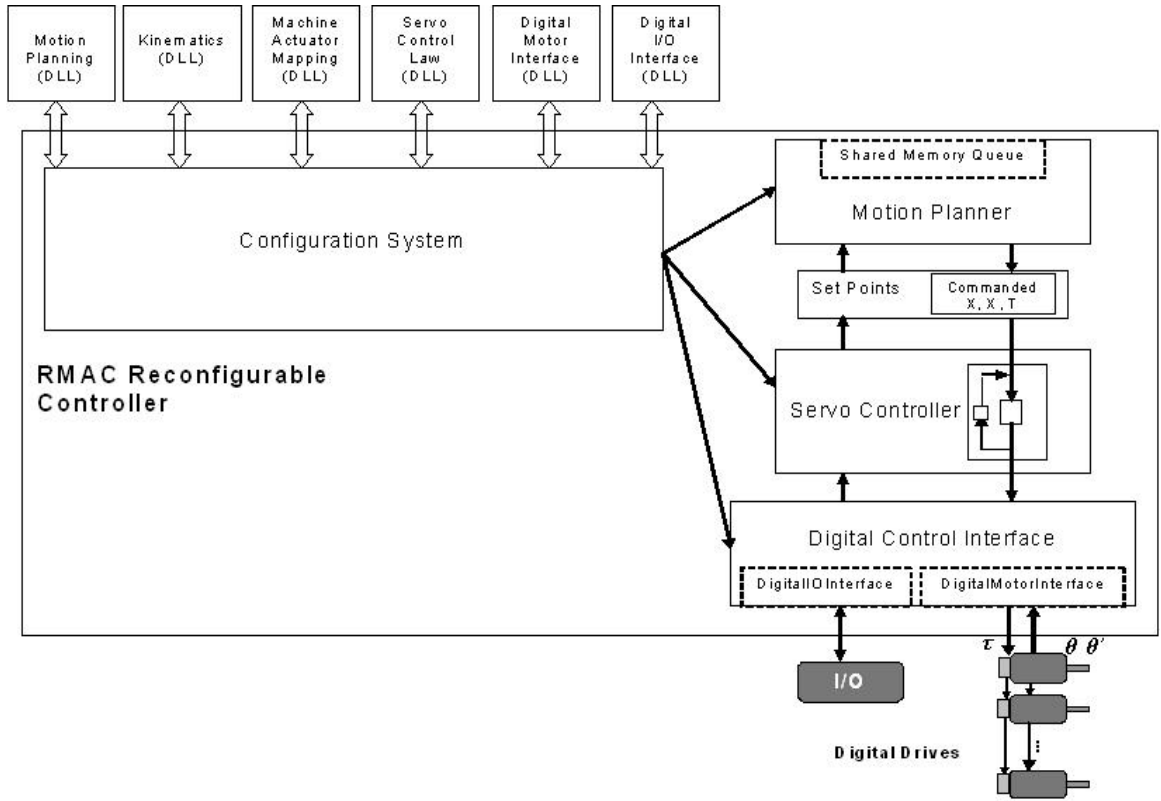 Motion
Planning
(DLL)
Kinematics
(DLL)
Machine
Actuator
Mapping
(DLL)
Servo
Control
Law
(DLL)
Digital
Motor
Interface
(DLL)
Digital
I/O
Interface
(DLL)
Shared Memory Queue
Motion Planner
Configuration System
Set Points
Commanded
X, X, T
RMAC Reconfigurable
Controller
Servo Controller
Digital Control Interface
DigitalIOInterface
DigitalMotorInterface
τ
θ θ'
I/O
Digital Drives
...